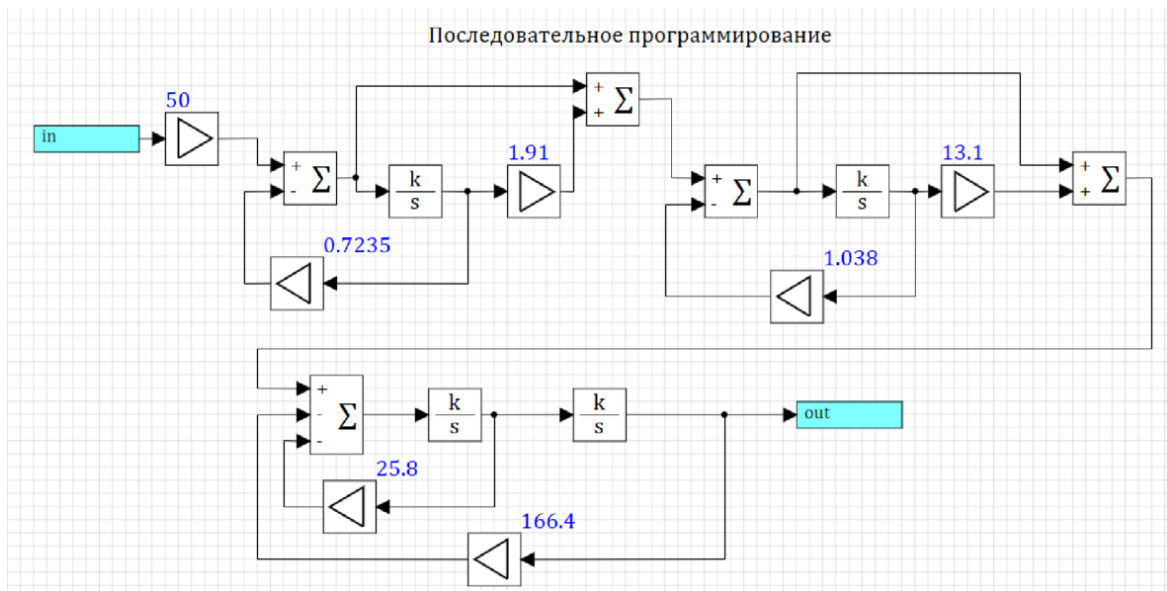 Последовательное программирование
50
in
+
+
Σ
1.91
13.1
+
-
Σ
k
s
+
-
Σ
k
s
+
+
Σ
0.7235
1.038
+
-
-
Σ
k
s
k
s
out
25.8
166.4